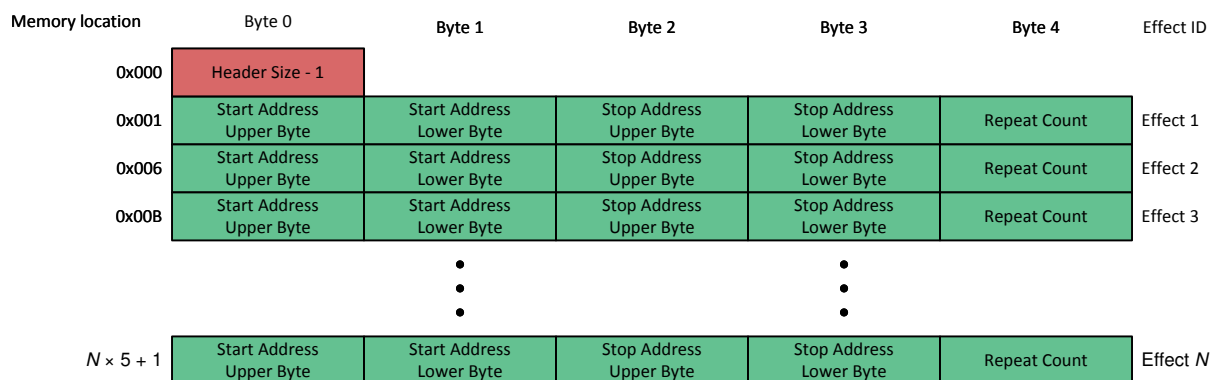 Memory location Byte 0 Byte 1 Byte 2 Byte 3 Byte 4 Effect ID
0x000 Header Size - 1
0x001 Start Address Upper Byte Start Address Lower Byte Stop Address Upper Byte Stop Address Lower Byte Repeat Count Effect 1
0x006 Start Address Upper Byte Start Address Lower Byte Stop Address Upper Byte Stop Address Lower Byte Repeat Count Effect 2
0x00B Start Address Upper Byte Start Address Lower Byte Stop Address Upper Byte Stop Address Lower Byte Repeat Count Effect 3
N × 5 + 1 Start Address Upper Byte Start Address Lower Byte Stop Address Upper Byte Stop Address Lower Byte Repeat Count Effect N